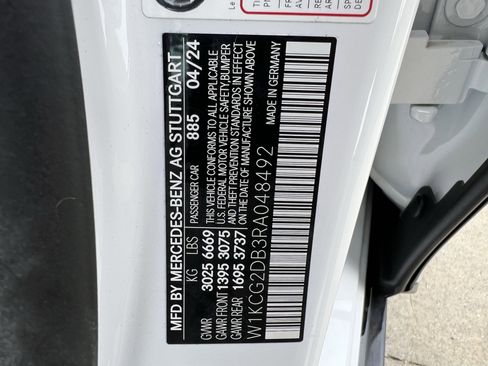 MFD BY MERCEDES-BENZ AG STUTTGART
KG LBS PASSENGER CAR 885 04/24
GVWR 3025 6669 THIS VEHICLE CONFORMS TO ALL APPLICABLE
GAWR FRONT 1395 3075 U.S. FEDERAL MOTOR VEHICLE SAFETY BUMPER
GAWR REAR 1695 3737 AND THEFT PREVENTION STANDARDS IN EFFECT
ON THE DATE OF MANUFACTURE SHOWN ABOVE
W1KCG2DB3RA048492 MADE IN GERMANY
Le